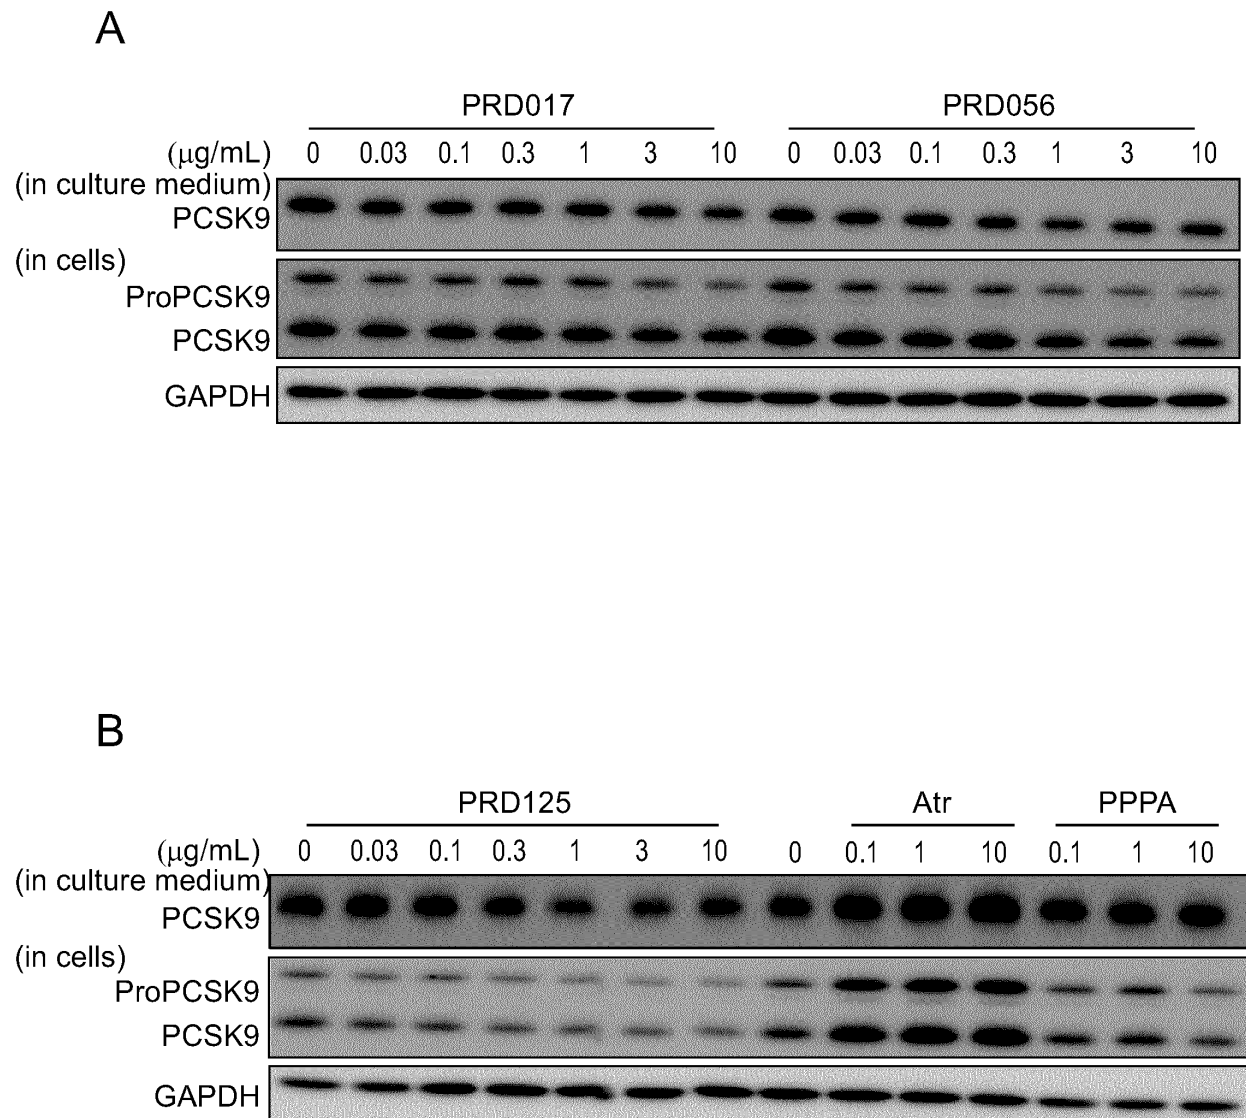 A
PRD017 PRD056
(μg/mL) 0 0.03 0.1 0.3 1 3 10 0 0.03 0.1 0.3 1 3 10
(in culture medium)
PCSK9
(in cells)
ProPCSK9
PCSK9
GAPDH
B
PRD125 Atr PPPA
(μg/mL) 0 0.03 0.1 0.3 1 3 10 0 0.1 1 10 0.1 1 10
(in culture medium)
PCSK9
(in cells)
ProPCSK9
PCSK9
GAPDH